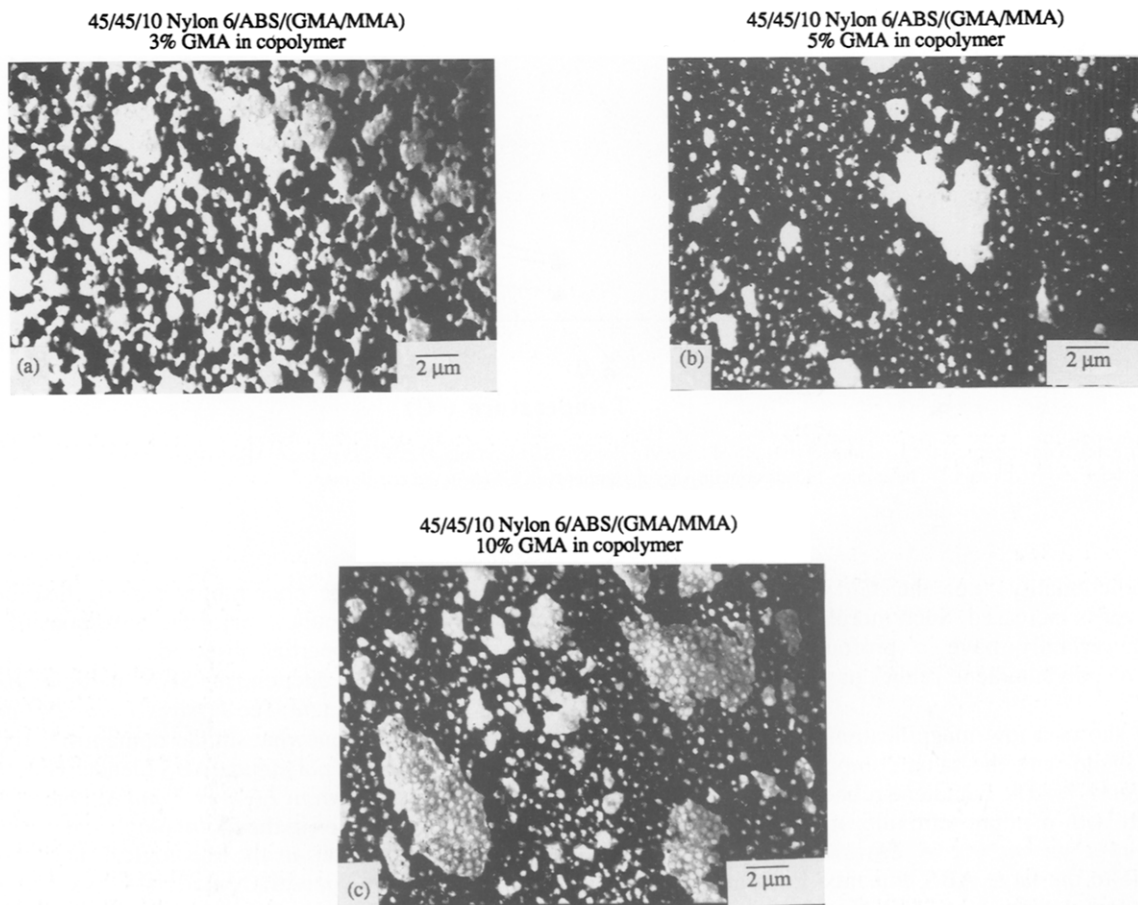 45/45/10 Nylon 6/ABS/(GMA/MMA)
3% GMA in copolymer
(a)
2 μm
45/45/10 Nylon 6/ABS/(GMA/MMA)
5% GMA in copolymer
(b)
2 μm
45/45/10 Nylon 6/ABS/(GMA/MMA)
10% GMA in copolymer
(c)
2 μm